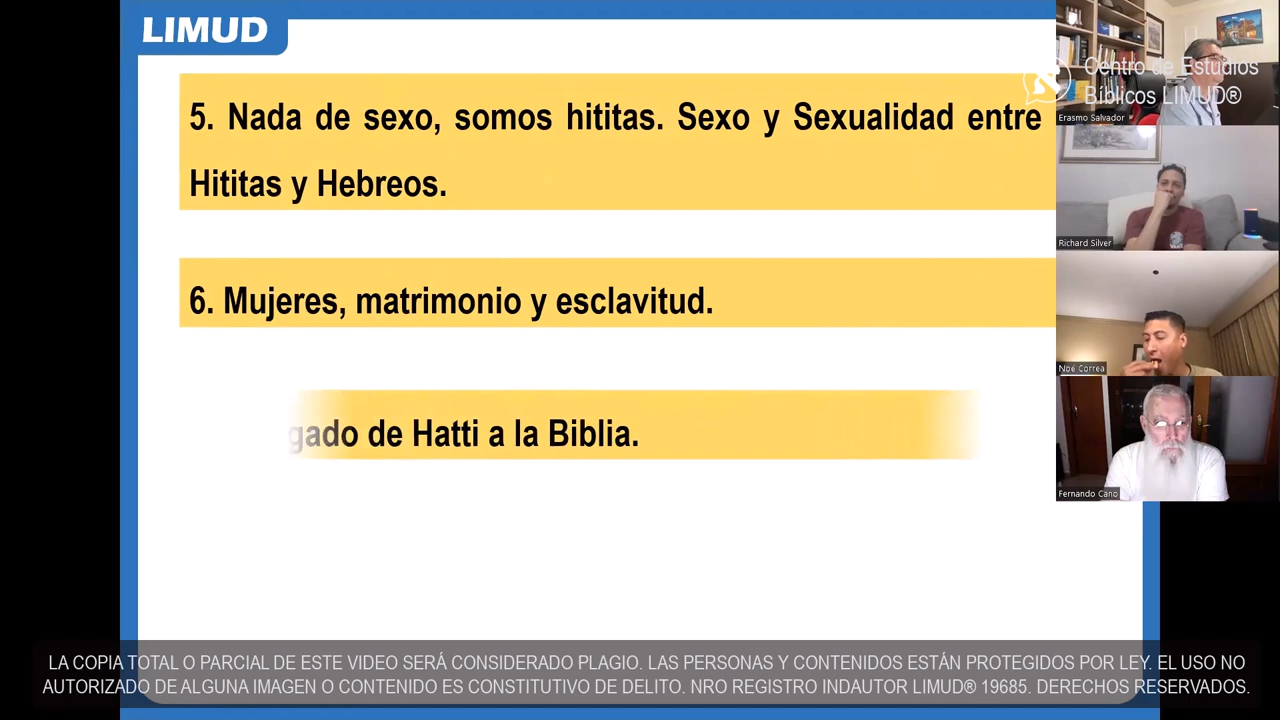 LIMUD
5. Nada de sexo, somos hititas. Sexo y Sexualidad entre
Hititas y Hebreos.
6. Mujeres, matrimonio y esclavitud.
de Hatti a la Biblia.
Centro de Estudios
Bíblicos LIMUD®
Erasmo Salvador
Richard Silver
Noé Correa
Fernando Cano
LA COPIA TOTAL O PARCIAL DE ESTE VIDEO SERÁ CONSIDERADO PLAGIO. LAS PERSONAS Y CONTENIDOS ESTÁN PROTEGIDOS POR LEY. EL USO NO
AUTORIZADO DE ALGUNA IMAGEN O CONTENIDO ES CONSTITUTIVO DE DELITO. NRO REGISTRO INDAUTOR LIMUD® 19685. DERECHOS RESERVADOS.